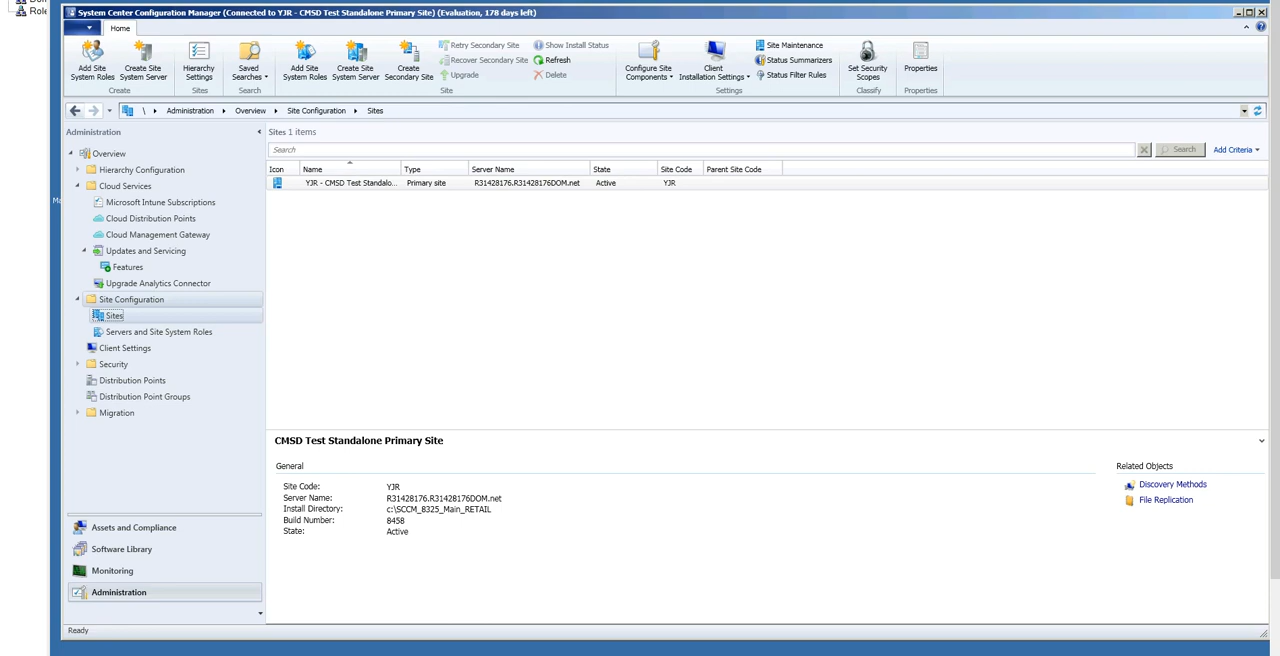 Role
System Center Configuration Manager (Connected to YJR - CMSD Test Standalone Primary Site) (Evaluation, 178 days left)
Home
Add Site System Roles
Create Site System Server
Create
Hierarchy Settings
Sites
Saved Searches
Search
Add Site System Roles
Create Site System Server
Create Secondary Site
Retry Secondary Site
Recover Secondary Site
Upgrade
Show Install Status
Refresh
Delete
Site
Configure Site Components
Client Installation Settings
Site Maintenance
Status Summarizers
Status Filter Rules
Settings
Set Security Scopes
Classify
Properties
Properties
\ Administration Overview Site Configuration Sites
Administration
Overview
Hierarchy Configuration
Cloud Services
Microsoft Intune Subscriptions
Cloud Distribution Points
Cloud Management Gateway
Updates and Servicing
Features
Upgrade Analytics Connector
Site Configuration
Sites
Servers and Site System Roles
Client Settings
Security
Distribution Points
Distribution Point Groups
Migration
Assets and Compliance
Software Library
Monitoring
Administration
Sites 1 items
Search
Search Add Criteria
Icon Name Type Server Name State Site Code Parent Site Code
YJR - CMSD Test Standalo... Primary site R31428176.R31428176DOM.net Active YJR
CMSD Test Standalone Primary Site
General
Site Code: YJR
Server Name: R31428176.R31428176DOM.net
Install Directory: c:\SCCM_8325_Main_RETAIL
Build Number: 8458
State: Active
Related Objects
Discovery Methods
File Replication
Ready